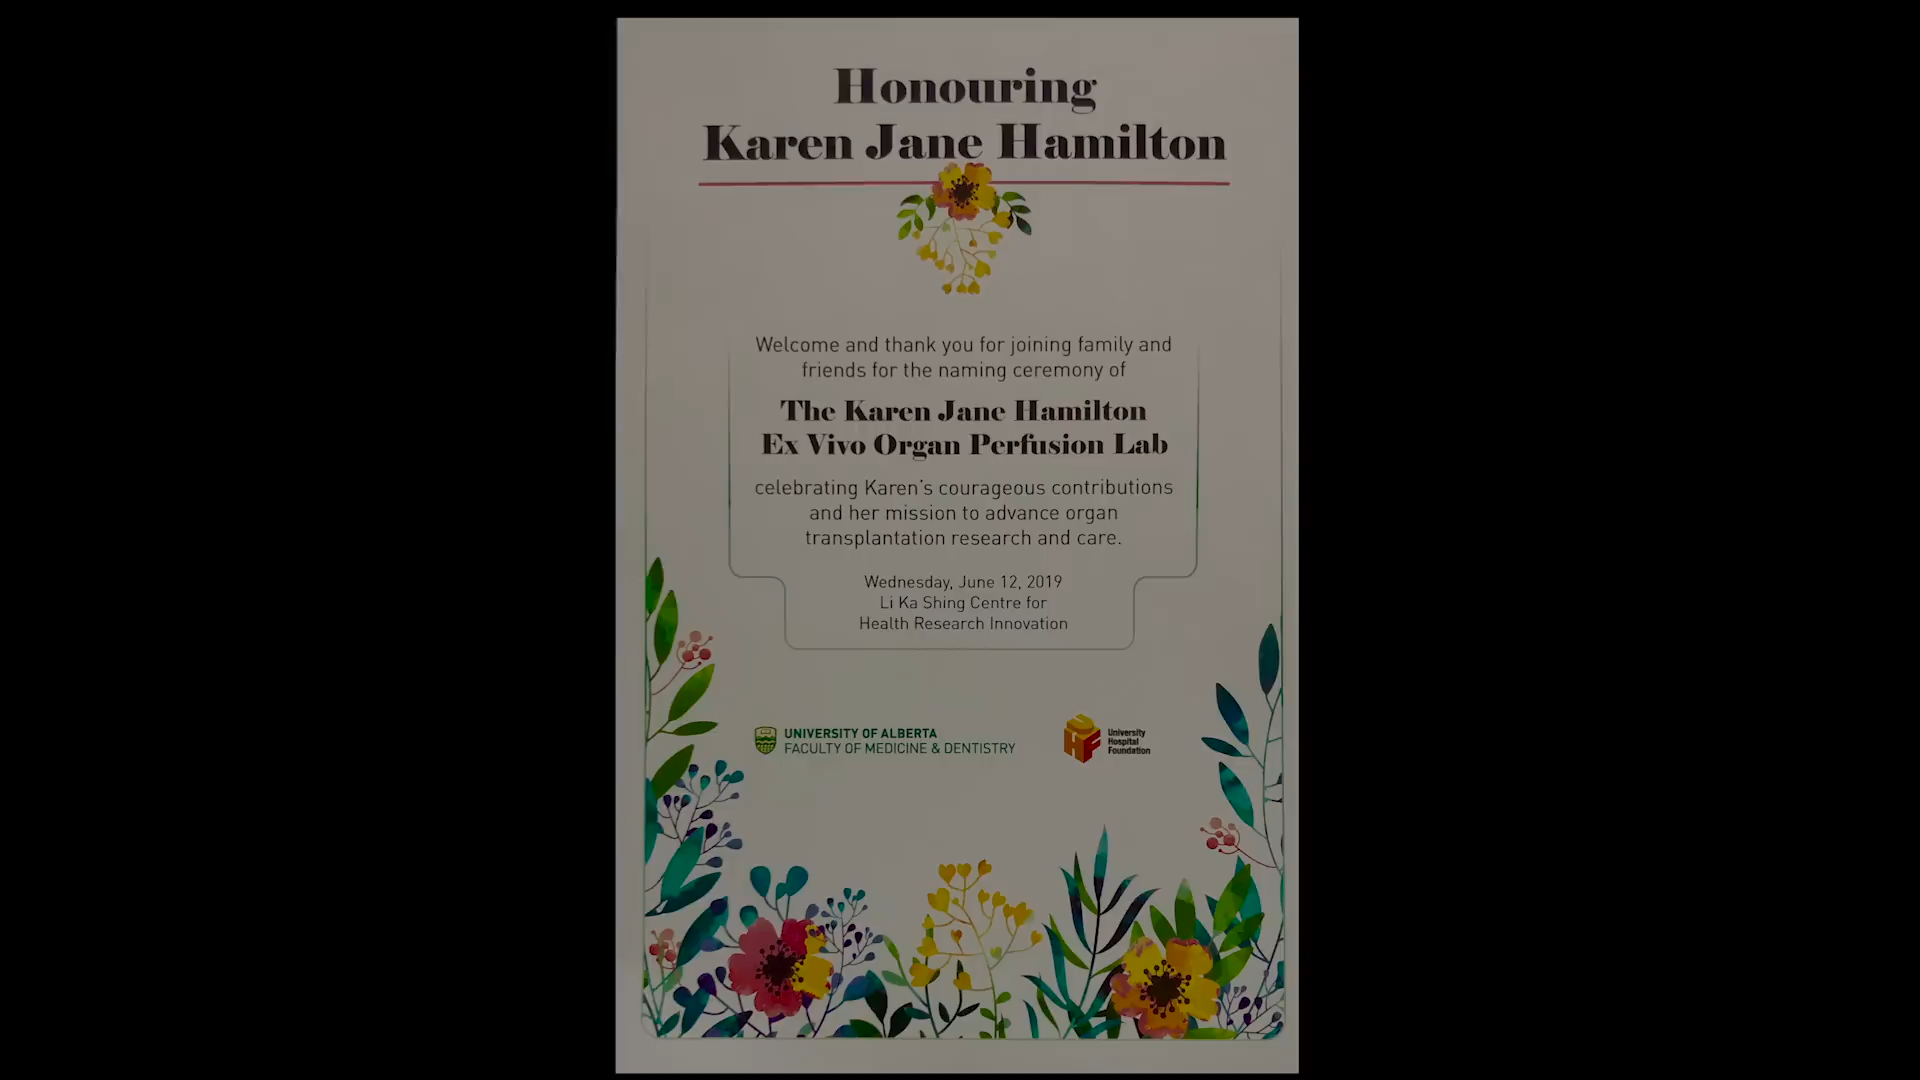 Honouring
Karen Jane Hamilton
Welcome and thank you for joining family and
friends for the naming ceremony of
The Karen Jane Hamilton
Ex Vivo Organ Perfusion Lab
celebrating Karen's courageous contributions
and her mission to advance organ
transplantation research and care.
Wednesday, June 12, 2019
Li Ka Shing Centre for
Health Research Innovation
UNIVERSITY OF ALBERTA
FACULTY OF MEDICINE & DENTISTRY
UHF
University
Hospital
Foundation